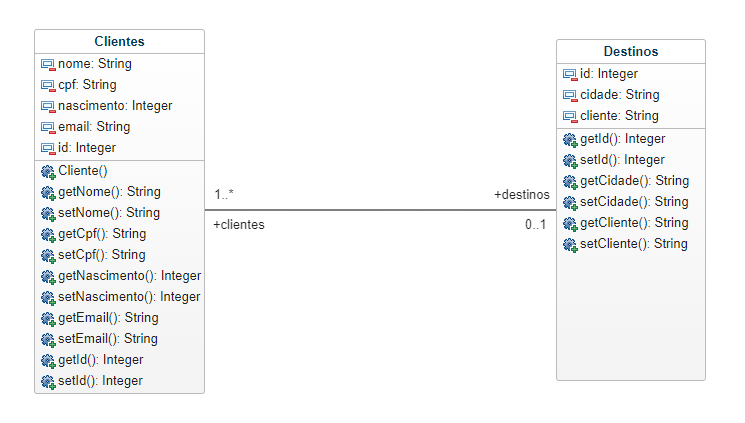 Clientes
nome: String
cpf: String
nascimento: Integer
email: String
id: Integer
Cliente()
getNome(): String
setNome(): String
getCpf(): String
setCpf(): String
getNascimento(): Integer
setNascimento(): Integer
getEmail(): String
setEmail(): String
getId(): Integer
setId(): Integer
1..*
+destinos
+clientes
0..1
Destinos
id: Integer
cidade: String
cliente: String
getId(): Integer
setId(): Integer
getCidade(): String
setCidade(): String
getCliente(): String
setCliente(): String